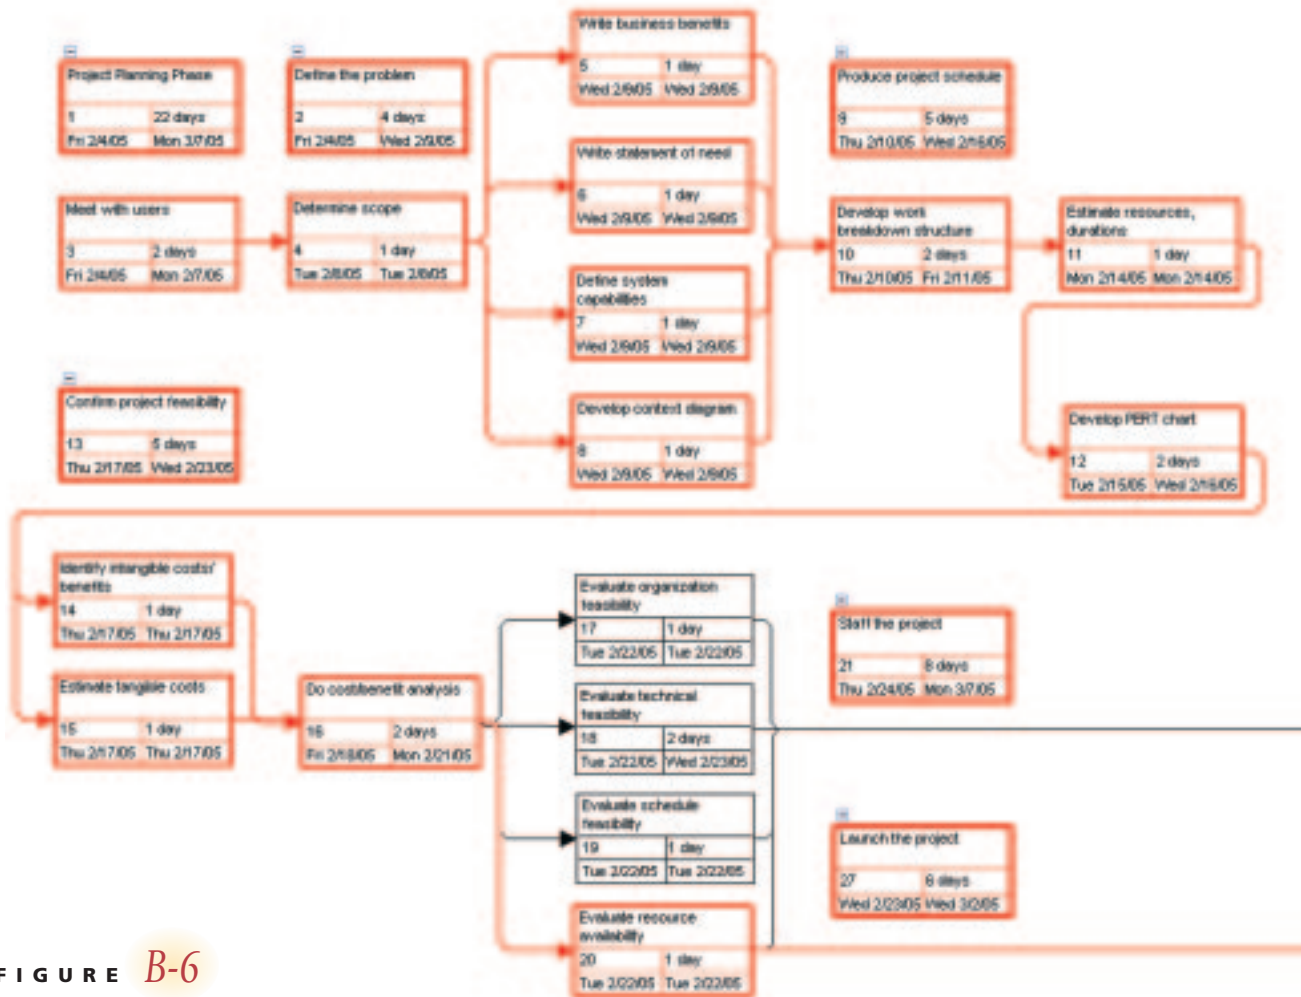 Project Planning Phase
1 22 days
Fri 2/4/05 Mon 3/7/05
Define the problem
2 4 days
Fri 2/4/05 Wed 2/9/05
Write business benefits
5 1 day
Wed 2/9/05 Wed 2/9/05
Produce project schedule
9 5 days
Thu 2/10/05 Wed 2/16/05
Write statement of need
6 1 day
Wed 2/9/05 Wed 2/9/05
Meet with users
3 2 days
Fri 2/4/05 Mon 2/7/05
Determine scope
4 1 day
Tue 2/8/05 Tue 2/8/05
Develop work
breakdown structure
10 2 days
Thu 2/10/05 Fri 2/11/05
Estimate resources,
durations
11 1 day
Mon 2/14/05 Mon 2/14/05
Define system
capabilities
7 1 day
Wed 2/9/05 Wed 2/9/05
Confirm project feasibility
13 5 days
Thu 2/17/05 Wed 2/23/05
Develop context diagram
8 1 day
Wed 2/9/05 Wed 2/9/05
Develop PERT chart
12 2 days
Tue 2/15/05 Wed 2/16/05
Identify intangible costs/
benefits
14 1 day
Thu 2/17/05 Thu 2/17/05
Evaluate organization
feasibility
17 1 day
Tue 2/22/05 Tue 2/22/05
Staff the project
21 8 days
Thu 2/24/05 Mon 3/7/05
Estimate tangible costs
15 1 day
Thu 2/17/05 Thu 2/17/05
Do cost/benefit analysis
16 2 days
Fri 2/18/05 Mon 2/21/05
Evaluate technical
feasibility
18 2 days
Tue 2/22/05 Wed 2/23/05
Evaluate schedule
feasibility
19 1 day
Tue 2/22/05 Tue 2/22/05
Launch the project
27 6 days
Wed 2/23/05 Wed 3/2/05
Evaluate resource
availability
20 1 day
Tue 2/22/05 Tue 2/22/05
FIGURE B-6